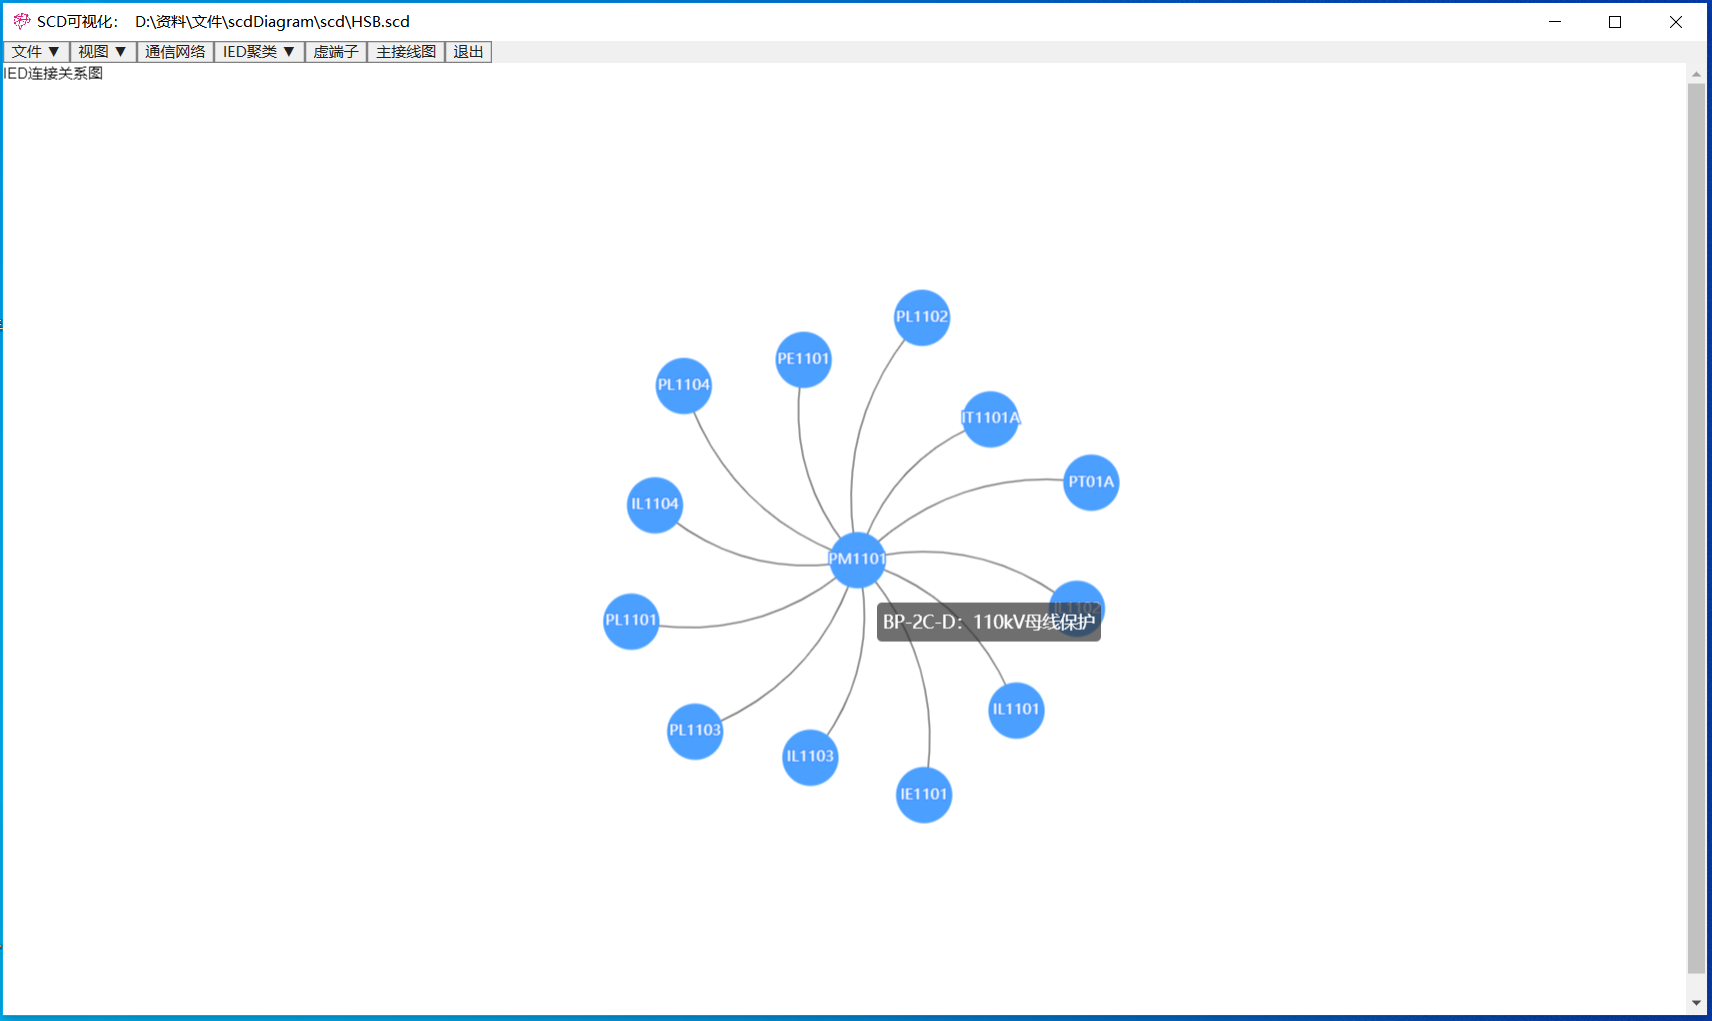 SCD可视化： D:\资料\文件\scdDiagram\scd\HSB.scd
文件 ▼ 视图 ▼ 通信网络 IED聚类 ▼ 虚端子 主接线图 退出
IED连接关系图
PL1102
PE1101
PL1104
IT1101A
PT01A
IL1104
PM1101
IL1102
BP-2C-D：110kV母线保护
PL1101
IL1101
PL1103
IL1103
IE1101